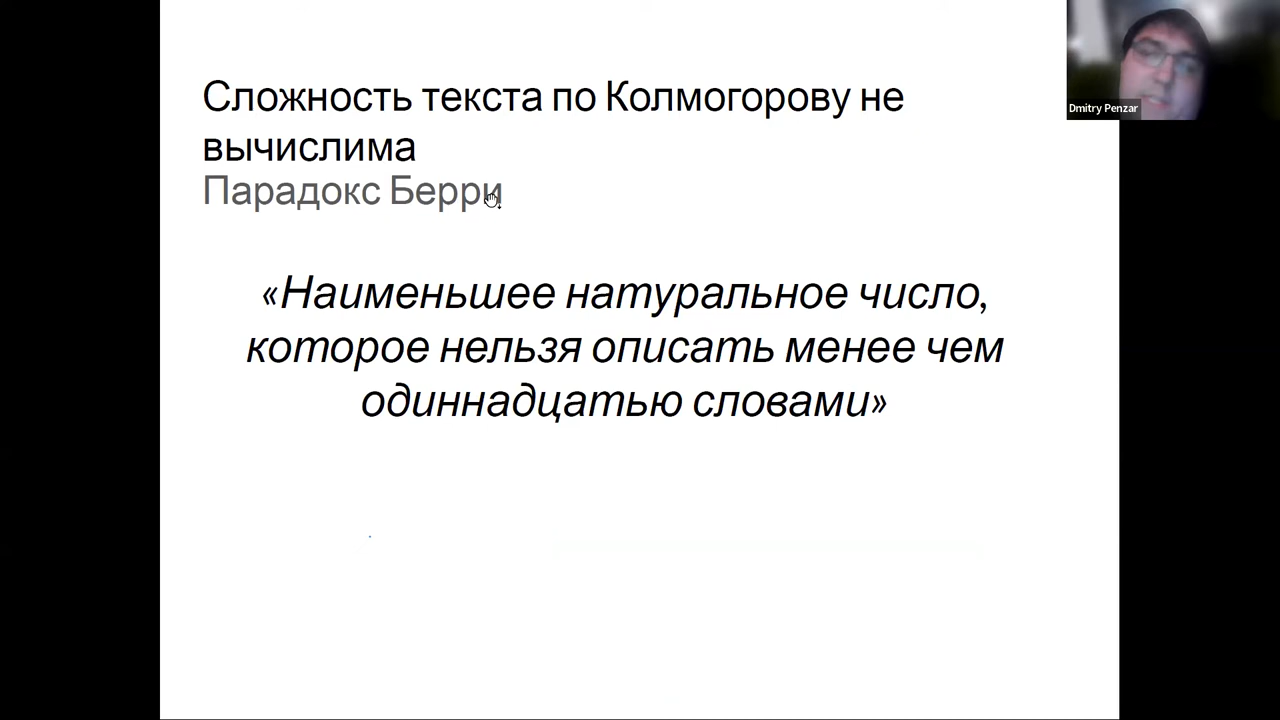 Сложность текста по Колмогорову не
вычислима
Парадокс Берри
«Наименьшее натуральное число,
которое нельзя описать менее чем
одиннадцатью словами»
Dmitry Penzar